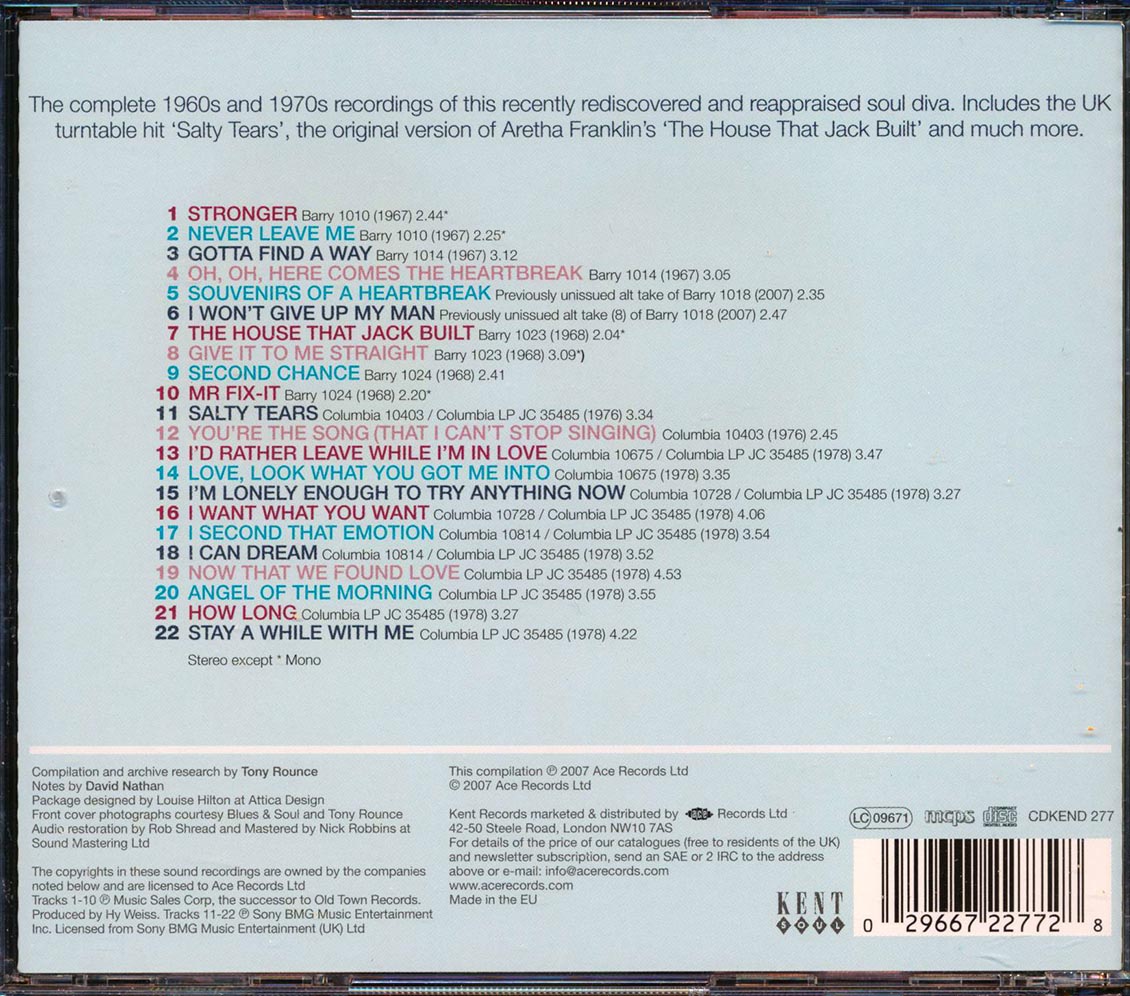 The complete 1960s and 1970s recordings of this recently rediscovered and reappraised soul diva. Includes the UK
turntable hit ‘Salty Tears’, the original version of Aretha Franklin’s ‘The House That Jack Built’ and much more.
1 STRONGER Barry 1010 (1967) 2.44*
2 NEVER LEAVE ME Barry 1010 (1967) 2.25*
3 GOTTA FIND A WAY Barry 1014 (1967) 3.12
4 OH, OH, HERE COMES THE HEARTBREAK Barry 1014 (1967) 3.05
5 SOUVENIRS OF A HEARTBREAK Previously unissued alt take of Barry 1018 (2007) 2.35
6 I WON’T GIVE UP MY MAN Previously unissued alt take (8) of Barry 1018 (2007) 2.47
7 THE HOUSE THAT JACK BUILT Barry 1023 (1968) 2.04*
8 GIVE IT TO ME STRAIGHT Barry 1023 (1968) 3.09*)
9 SECOND CHANCE Barry 1024 (1968) 2.41
10 MR FIX-IT Barry 1024 (1968) 2.20*
11 SALTY TEARS Columbia 10403 / Columbia LP JC 35485 (1976) 3.34
12 YOU’RE THE SONG (THAT I CAN’T STOP SINGING) Columbia 10403 (1976) 2.45
13 I’D RATHER LEAVE WHILE I’M IN LOVE Columbia 10675 / Columbia LP JC 35485 (1978) 3.47
14 LOVE, LOOK WHAT YOU GOT ME INTO Columbia 10675 (1978) 3.35
15 I’M LONELY ENOUGH TO TRY ANYTHING NOW Columbia 10728 / Columbia LP JC 35485 (1978) 3.27
16 I WANT WHAT YOU WANT Columbia 10728 / Columbia LP JC 35485 (1978) 4.06
17 I SECOND THAT EMOTION Columbia 10814 / Columbia LP JC 35485 (1978) 3.54
18 I CAN DREAM Columbia 10814 / Columbia LP JC 35485 (1978) 3.52
19 NOW THAT WE FOUND LOVE Columbia LP JC 35485 (1978) 4.53
20 ANGEL OF THE MORNING Columbia LP JC 35485 (1978) 3.55
21 HOW LONG Columbia LP JC 35485 (1978) 3.27
22 STAY A WHILE WITH ME Columbia LP JC 35485 (1978) 4.22
Stereo except * Mono
Compilation and archive research by Tony Rounce
Notes by David Nathan
Package designed by Louise Hilton at Attica Design
Front cover photographs courtesy Blues & Soul and Tony Rounce
Audio restoration by Rob Shread and Mastered by Nick Robbins at
Sound Mastering Ltd
The copyrights in these sound recordings are owned by the companies
noted below and are licensed to Ace Records Ltd
Tracks 1-10 ℗ Music Sales Corp, the successor to Old Town Records.
Produced by Hy Weiss. Tracks 11-22 ℗ Sony BMG Music Entertainment
Inc. Licensed from Sony BMG Music Entertainment (UK) Ltd
This compilation ℗ 2007 Ace Records Ltd
© 2007 Ace Records Ltd
Kent Records marketed & distributed by ACE Records Ltd
42-50 Steele Road, London NW10 7AS
For details of the price of our catalogues (free to residents of the UK)
and newsletter subscription, send an SAE or 2 IRC to the address
above or e-mail: info@acerecords.com
www.acerecords.com
Made in the EU
LC 09671 mcps COMPACT disc DIGITAL AUDIO CDKEND 277
KENT
SOUL
0 29667 22772 8